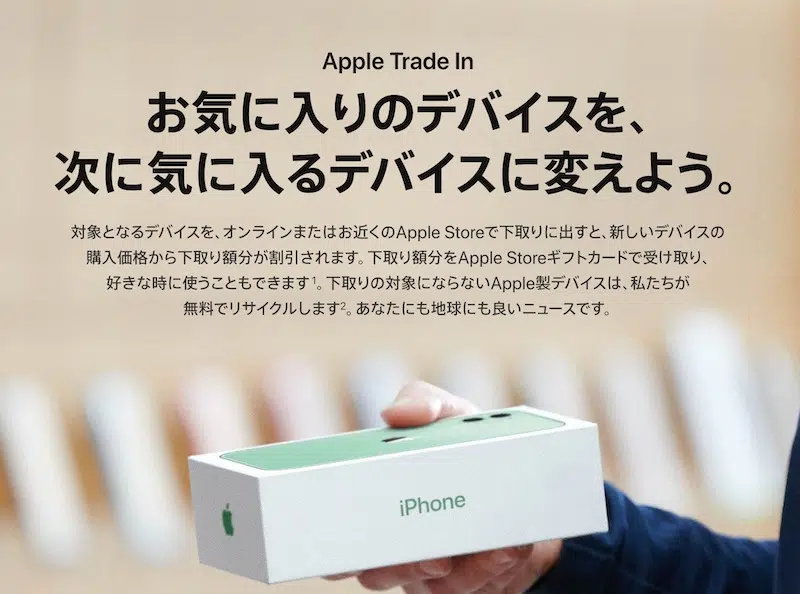 Apple Trade In
お気に入りのデバイスを、
次に気に入るデバイスに変えよう。
対象となるデバイスを、オンラインまたはお近くのApple Storeで下取りに出すと、新しいデバイスの
購入価格から下取り額分が割引されます。下取り額分をApple Storeギフトカードで受け取り、
好きな時に使うこともできます¹。下取りの対象にならないApple製デバイスは、私たちが
無料でリサイクルします²。あなたにも地球にも良いニュースです。
iPhone